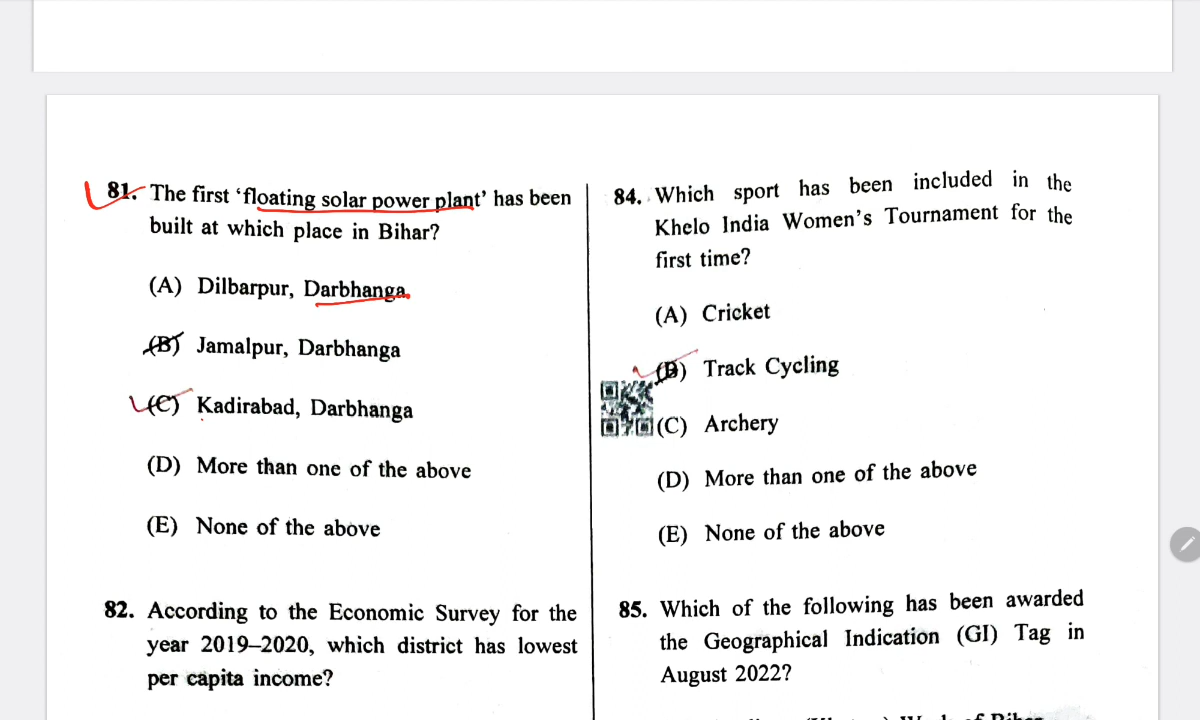 81. The first ‘floating solar power plant’ has been
built at which place in Bihar?
(A) Dilbarpur, Darbhanga
(B) Jamalpur, Darbhanga
(C) Kadirabad, Darbhanga
(D) More than one of the above
(E) None of the above
82. According to the Economic Survey for the
year 2019–2020, which district has lowest
per capita income?
84. Which sport has been included in the
Khelo India Women’s Tournament for the
first time?
(A) Cricket
(B) Track Cycling
(C) Archery
(D) More than one of the above
(E) None of the above
85. Which of the following has been awarded
the Geographical Indication (GI) Tag in
August 2022?